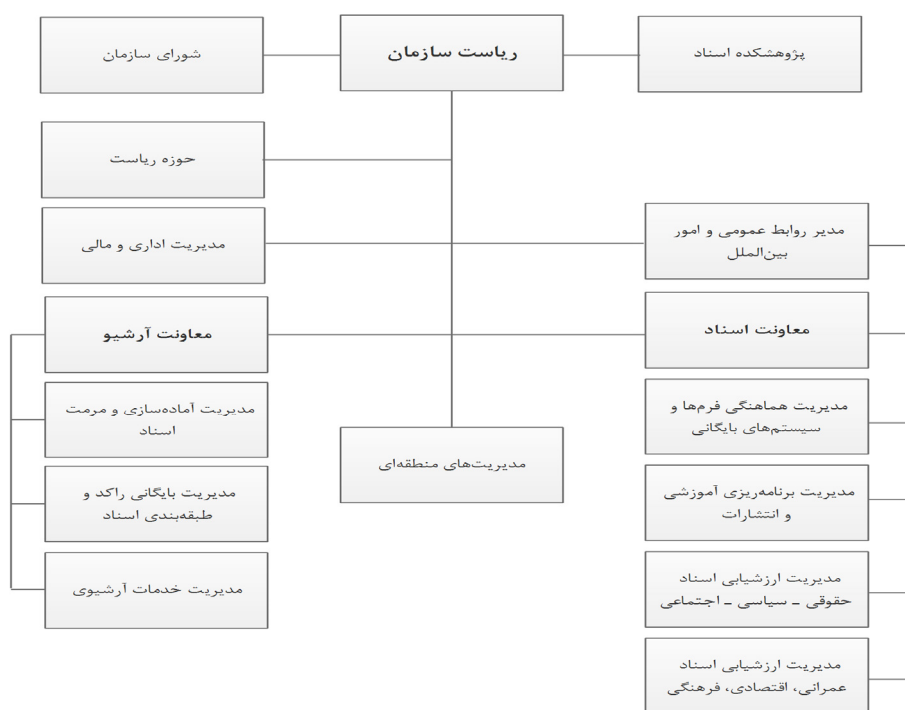 ریاست سازمان
پژوهشکده اسناد
شورای سازمان
حوزه ریاست
مدیریت اداری و مالی
مدیر روابط عمومی و امور
بین‌الملل
معاونت اسناد
معاونت آرشیو
مدیریت هماهنگی فرم‌ها و
سیستم‌های بایگانی
مدیریت برنامه‌ریزی آموزشی
و انتشارات
مدیریت ارزشیابی اسناد
حقوقی ـ سیاسی ـ اجتماعی
مدیریت ارزشیابی اسناد
عمرانی، اقتصادی، فرهنگی
مدیریت‌های منطقه‌ای
مدیریت آماده‌سازی و مرمت
اسناد
مدیریت بایگانی راکد و
طبقه‌بندی اسناد
مدیریت خدمات آرشیوی